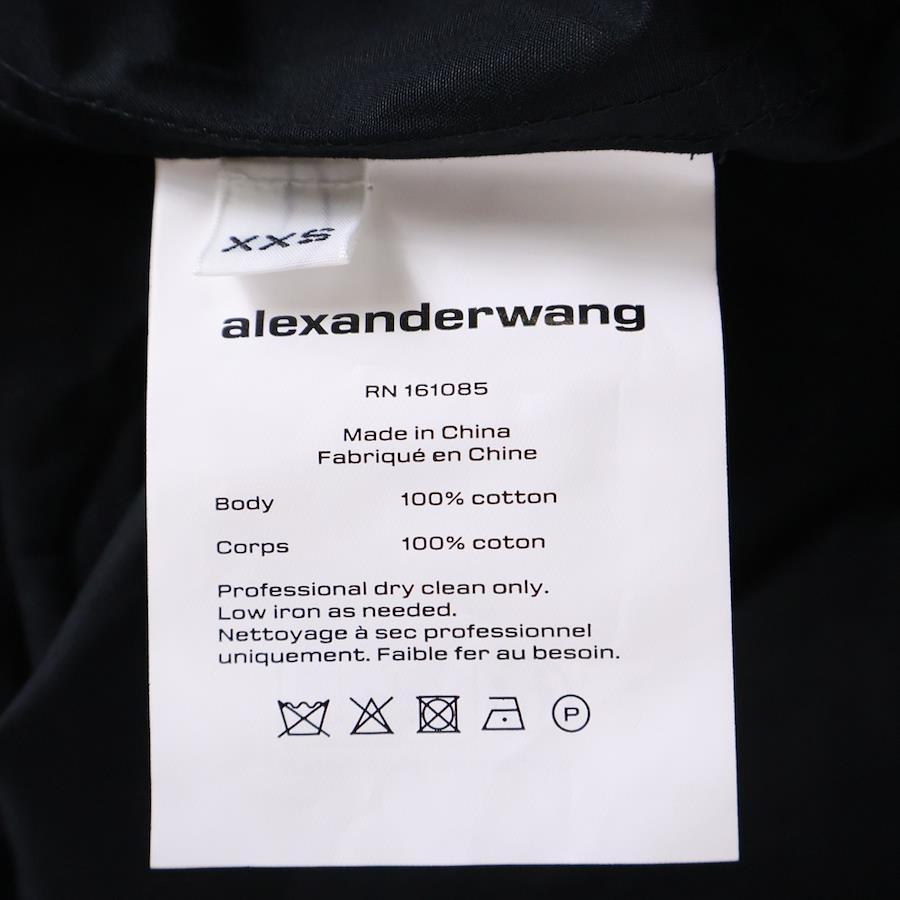 XXS
alexanderwang
RN 161085
Made in China
Fabriqué en Chine
Body 100% cotton
Corps 100% coton
Professional dry clean only.
Low iron as needed.
Nettoyage à sec professionnel
uniquement. Faible fer au besoin.
P